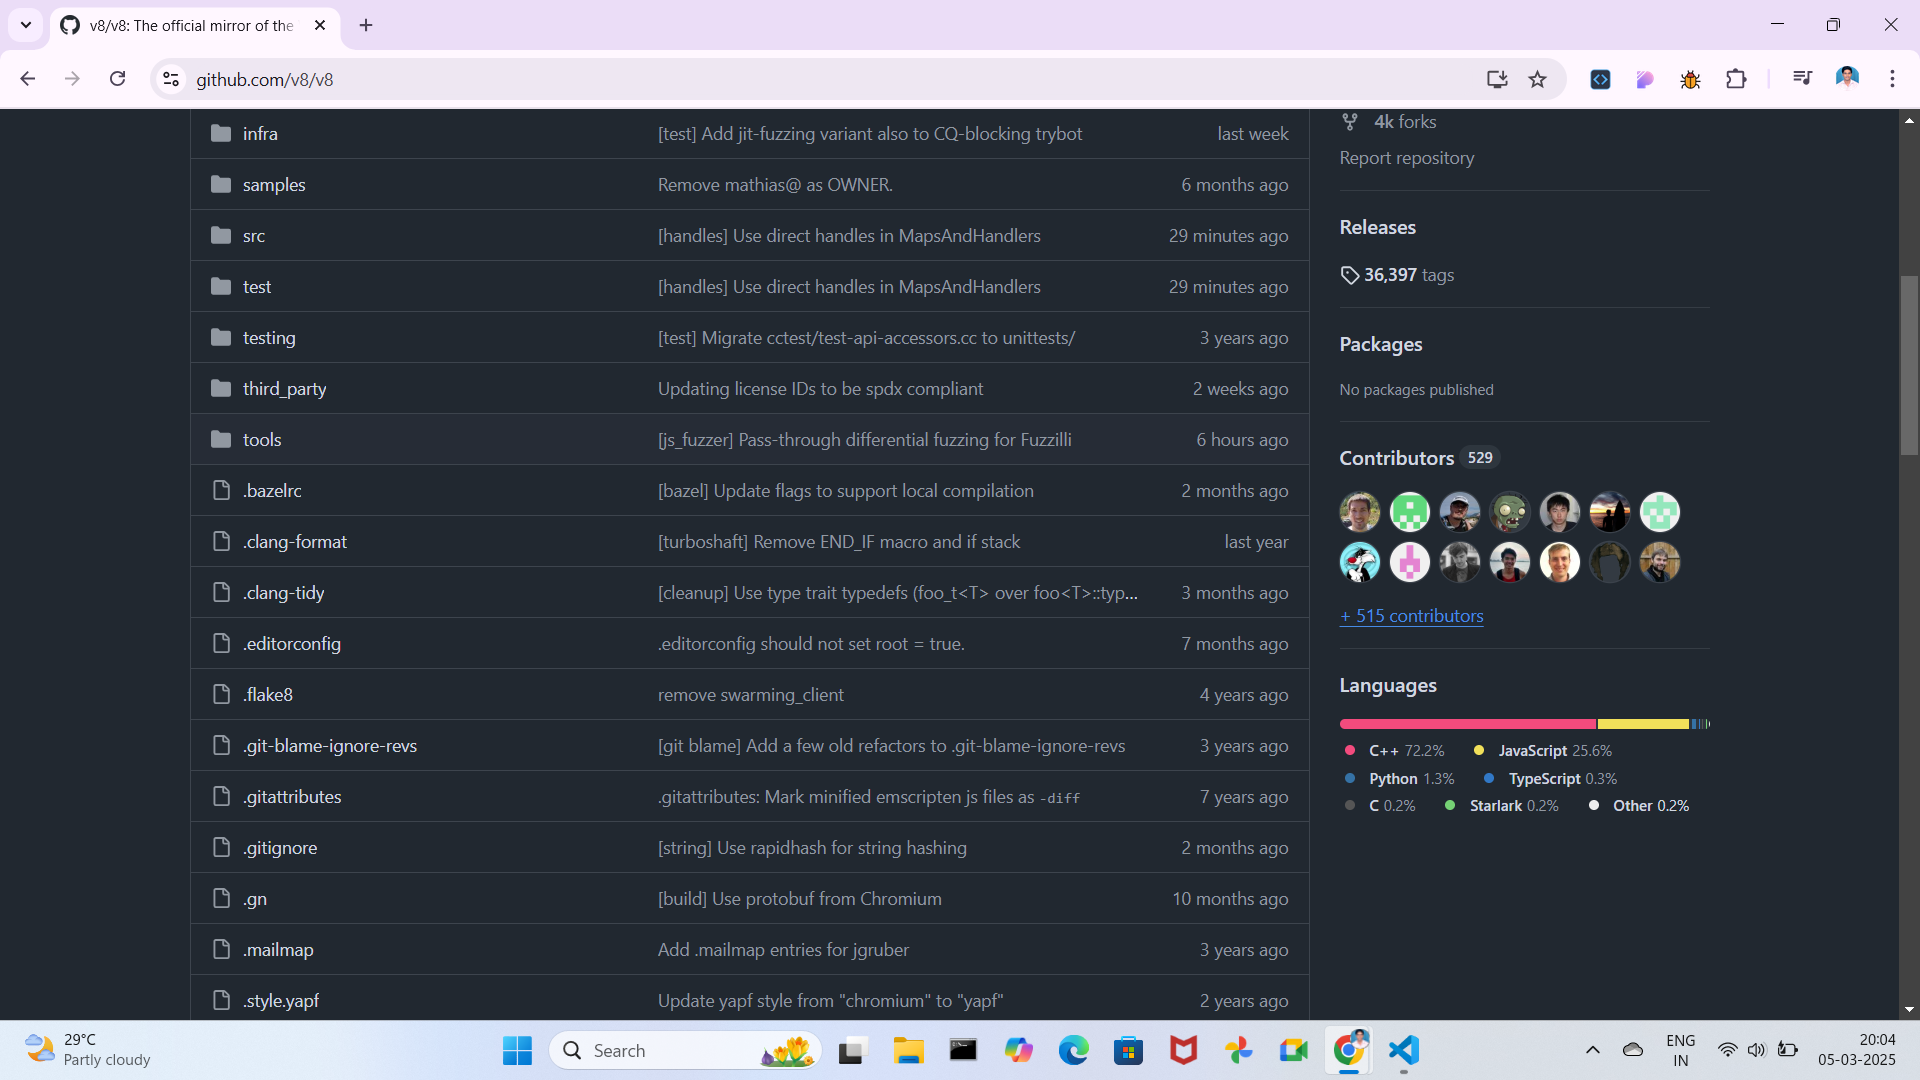 v8/v8: The official mirror of the
github.com/v8/v8
infra [test] Add jit-fuzzing variant also to CQ-blocking trybot last week
samples Remove mathias@ as OWNER. 6 months ago
src [handles] Use direct handles in MapsAndHandlers 29 minutes ago
test [handles] Use direct handles in MapsAndHandlers 29 minutes ago
testing [test] Migrate cctest/test-api-accessors.cc to unittests/ 3 years ago
third_party Updating license IDs to be spdx compliant 2 weeks ago
tools [js_fuzzer] Pass-through differential fuzzing for Fuzzilli 6 hours ago
.bazelrc [bazel] Update flags to support local compilation 2 months ago
.clang-format [turboshaft] Remove END_IF macro and if stack last year
.clang-tidy [cleanup] Use type trait typedefs (foo_t<T> over foo<T>::typ... 3 months ago
.editorconfig .editorconfig should not set root = true. 7 months ago
.flake8 remove swarming_client 4 years ago
.git-blame-ignore-revs [git blame] Add a few old refactors to .git-blame-ignore-revs 3 years ago
.gitattributes .gitattributes: Mark minified emscripten js files as -diff 7 years ago
.gitignore [string] Use rapidhash for string hashing 2 months ago
.gn [build] Use protobuf from Chromium 10 months ago
.mailmap Add .mailmap entries for jgruber 3 years ago
.style.yapf Update yapf style from "chromium" to "yapf" 2 years ago
4k forks
Report repository
Releases
36,397 tags
Packages
No packages published
Contributors 529
+ 515 contributors
Languages
C++ 72.2% JavaScript 25.6%
Python 1.3% TypeScript 0.3%
C 0.2% Starlark 0.2% Other 0.2%
29°C
Partly cloudy
Search
ENG
IN
20:04
05-03-2025